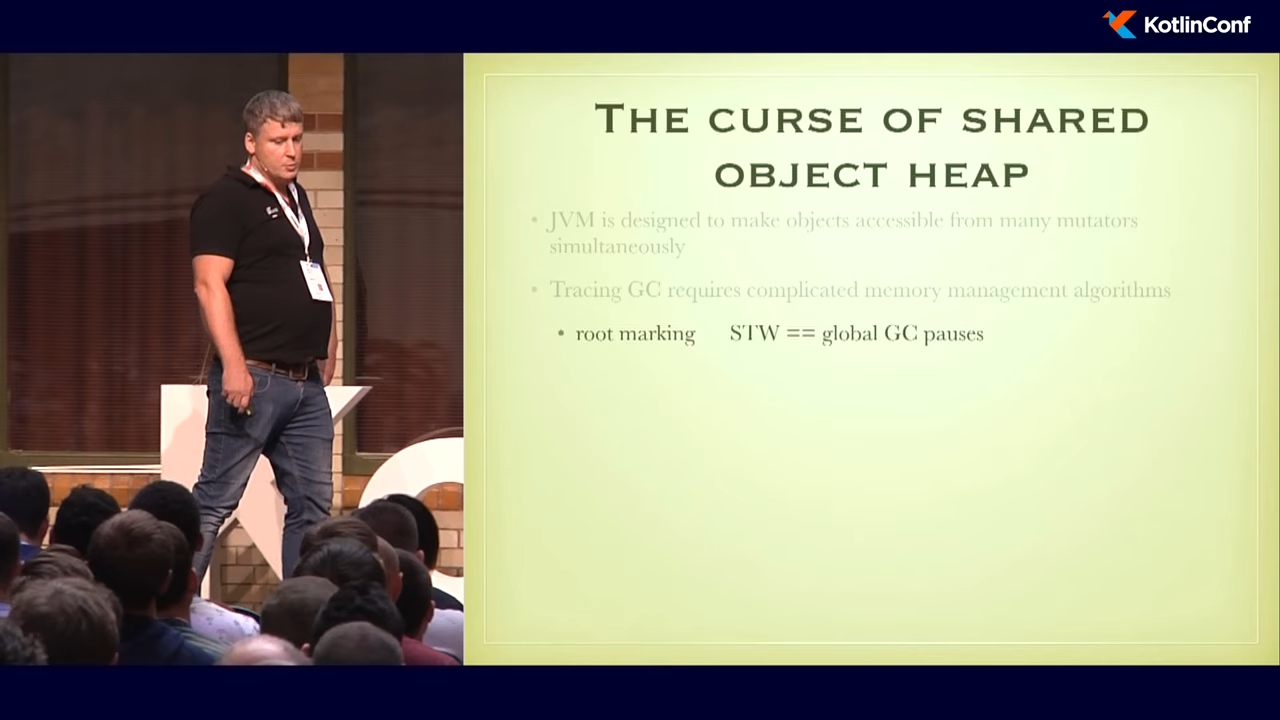 KotlinConf
THE CURSE OF SHARED
OBJECT HEAP
• JVM is designed to make objects accessible from many mutators
simultaneously
• Tracing GC requires complicated memory management algorithms
• root marking STW == global GC pauses